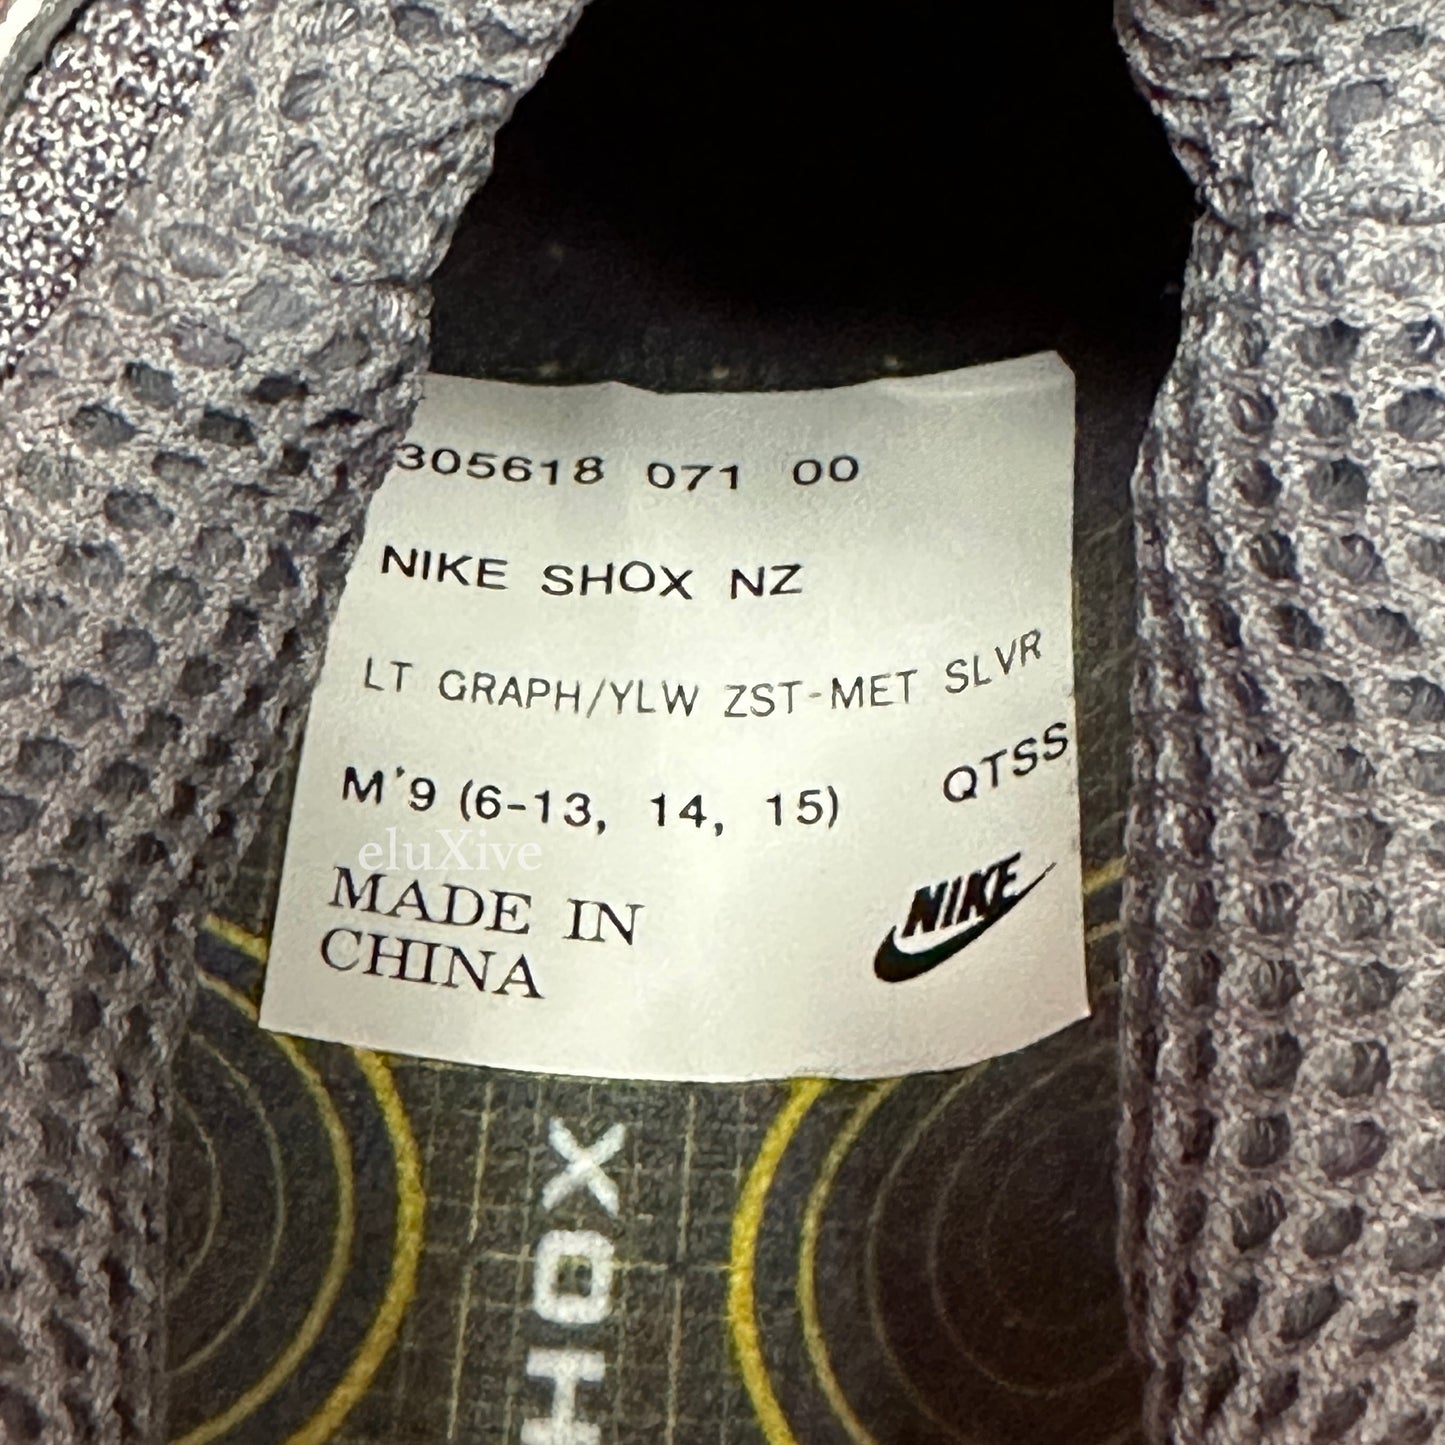 305618 071 00
NIKE SHOX NZ
LT GRAPH/YLW ZST-MET SLVR
M'9 (6-13, 14, 15) QTSS
eluXive
MADE IN
CHINA
NIKE
SHOX